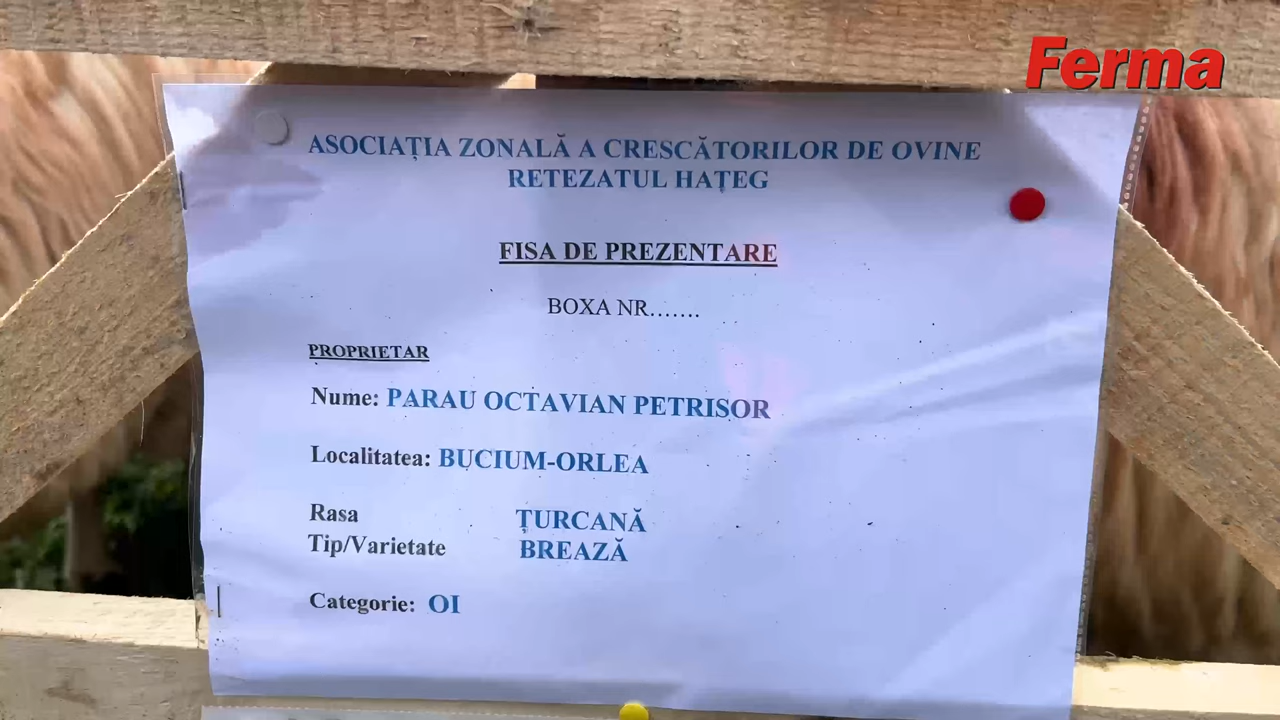 Ferma
ASOCIAȚIA ZONALĂ A CRESCĂTORILOR DE OVINE
RETEZATUL HAȚEG
FISA DE PREZENTARE
BOXA NR.......
PROPRIETAR
Nume: PARAU OCTAVIAN PETRISOR
Localitatea: BUCIUM-ORLEA
Rasa ȚURCANĂ
Tip/Varietate BREAZĂ
Categorie: OI